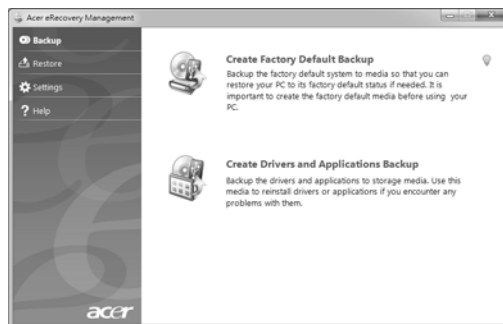 Acer eRecovery Management
Backup
Restore
Settings
Help
Create Factory Default Backup
Backup the factory default system to media so that you can
restore your PC to its factory default status if needed. It is
important to create the factory default media before using your
PC.
Create Drivers and Applications Backup
Backup the drivers and applications to storage media. Use this
media to reinstall drivers or applications if you encounter any
problems with them.
acer